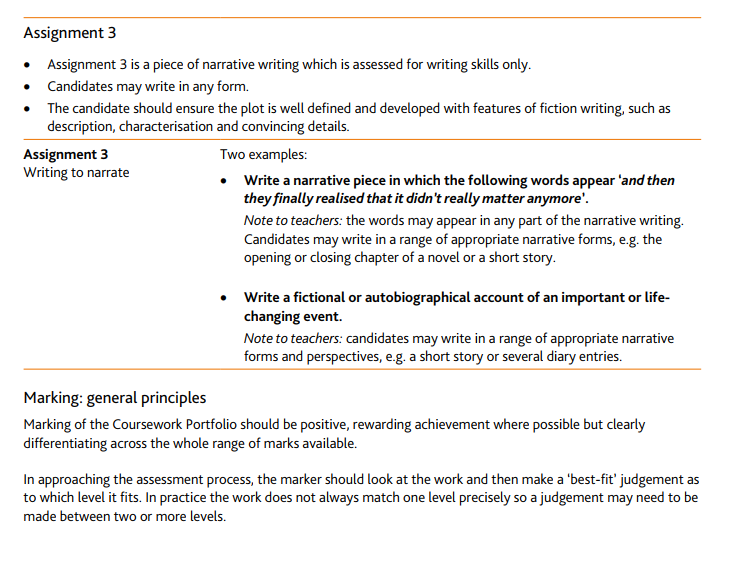 Assignment 3
• Assignment 3 is a piece of narrative writing which is assessed for writing skills only.
• Candidates may write in any form.
• The candidate should ensure the plot is well defined and developed with features of fiction writing, such as
description, characterisation and convincing details.
Assignment 3
Writing to narrate
Two examples:
• Write a narrative piece in which the following words appear 'and then
they finally realised that it didn't really matter anymore'.
Note to teachers: the words may appear in any part of the narrative writing.
Candidates may write in a range of appropriate narrative forms, e.g. the
opening or closing chapter of a novel or a short story.
• Write a fictional or autobiographical account of an important or life-
changing event.
Note to teachers: candidates may write in a range of appropriate narrative
forms and perspectives, e.g. a short story or several diary entries.
Marking: general principles
Marking of the Coursework Portfolio should be positive, rewarding achievement where possible but clearly
differentiating across the whole range of marks available.
In approaching the assessment process, the marker should look at the work and then make a 'best-fit' judgement as
to which level it fits. In practice the work does not always match one level precisely so a judgement may need to be
made between two or more levels.